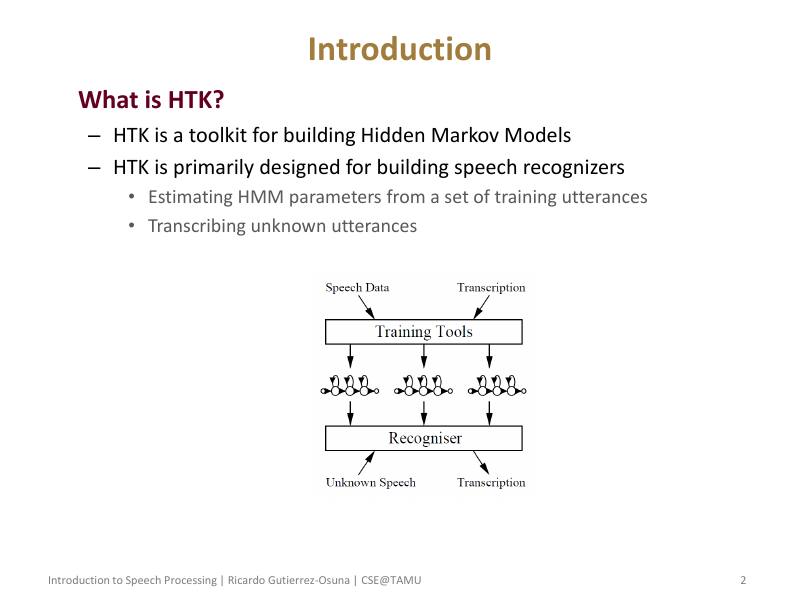 Introduction
What is HTK?
– HTK is a toolkit for building Hidden Markov Models
– HTK is primarily designed for building speech recognizers
• Estimating HMM parameters from a set of training utterances
• Transcribing unknown utterances
Speech Data Transcription
Training Tools
Recogniser
Unknown Speech Transcription
Introduction to Speech Processing | Ricardo Gutierrez-Osuna | CSE@TAMU 2